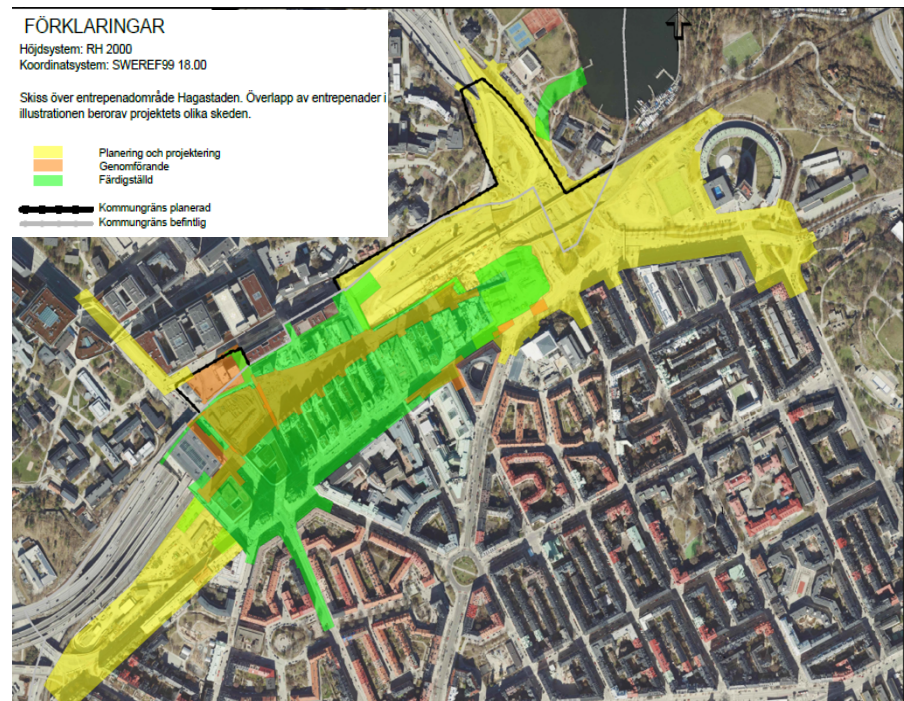 FÖRKLARINGAR
Höjdsystem: RH 2000
Koordinatsystem: SWEREF99 18.00
Skiss över entrepenadområde Hagastaden. Överlapp av entrepenader i
illustrationen berorav projektets olika skeden.
Planering och projektering
Genomförande
Färdigställd
Kommungräns planerad
Kommungräns befintlig